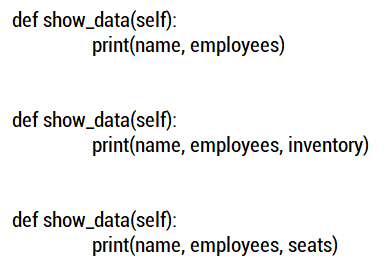 def show_data(self):
print(name, employees)
def show_data(self):
print(name, employees, inventory)
def show_data(self):
print(name, employees, seats)